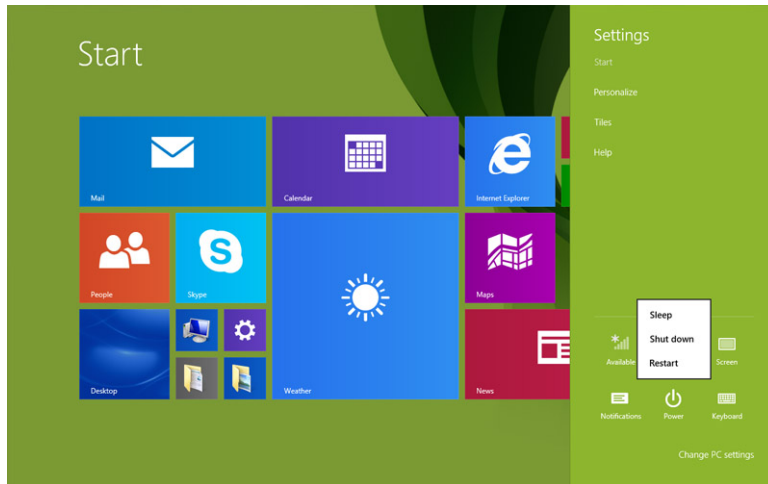 Start
Mail
Calendar
Internet Explorer
People
Skype
Maps
Desktop
Weather
News
Settings
Start
Personalize
Tiles
Help
Sleep
Shut down
Restart
Available
Screen
Notifications
Power
Keyboard
Change PC settings